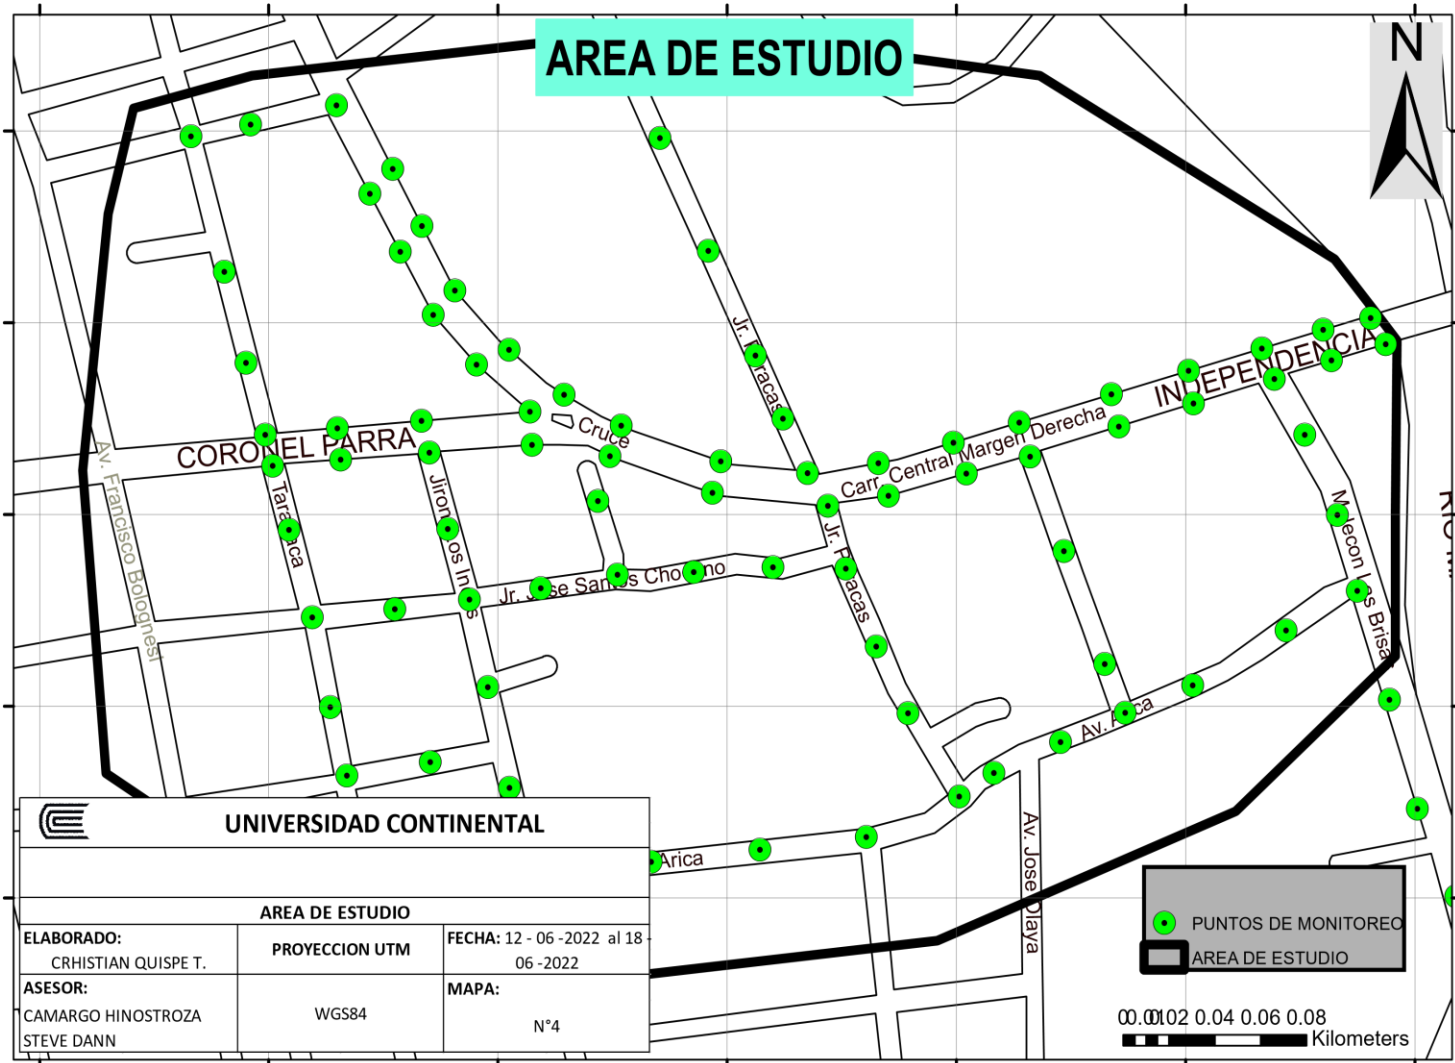 AREA DE ESTUDIO
N
Jr. Paracas
INDEPENDENCIA
Cruce
Carr. Central Margen Derecha
CORONEL PARRA
Av. Francisco Bolognesi
Tarapaca
Jiron Los Incas
Jr. Jose Santos Chocano
Jr. Paracas
Malecon Las Brisas
Av. Arica
Arica
Av. Jose Olaya
UNIVERSIDAD CONTINENTAL
AREA DE ESTUDIO
ELABORADO:
CRHISTIAN QUISPE T.
PROYECCION UTM
FECHA: 12 - 06 -2022 al 18 -
06 -2022
ASESOR:
CAMARGO HINOSTROZA
STEVE DANN
WGS84
MAPA:
N°4
PUNTOS DE MONITOREO
AREA DE ESTUDIO
0.04 0.06 0.08
Kilometers